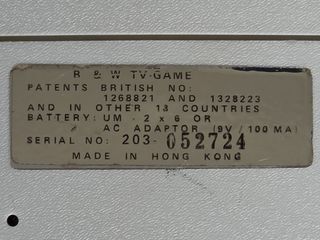 B & W TV-GAME
PATENTS BRITISH NO:
1268821 AND 1328223
AND IN OTHER 13 COUNTRIES
BATTERY: UM - 2 x 6 OR
AC ADAPTOR (9V / 100 MA)
SERIAL NO: 203- 052724
MADE IN HONG KONG